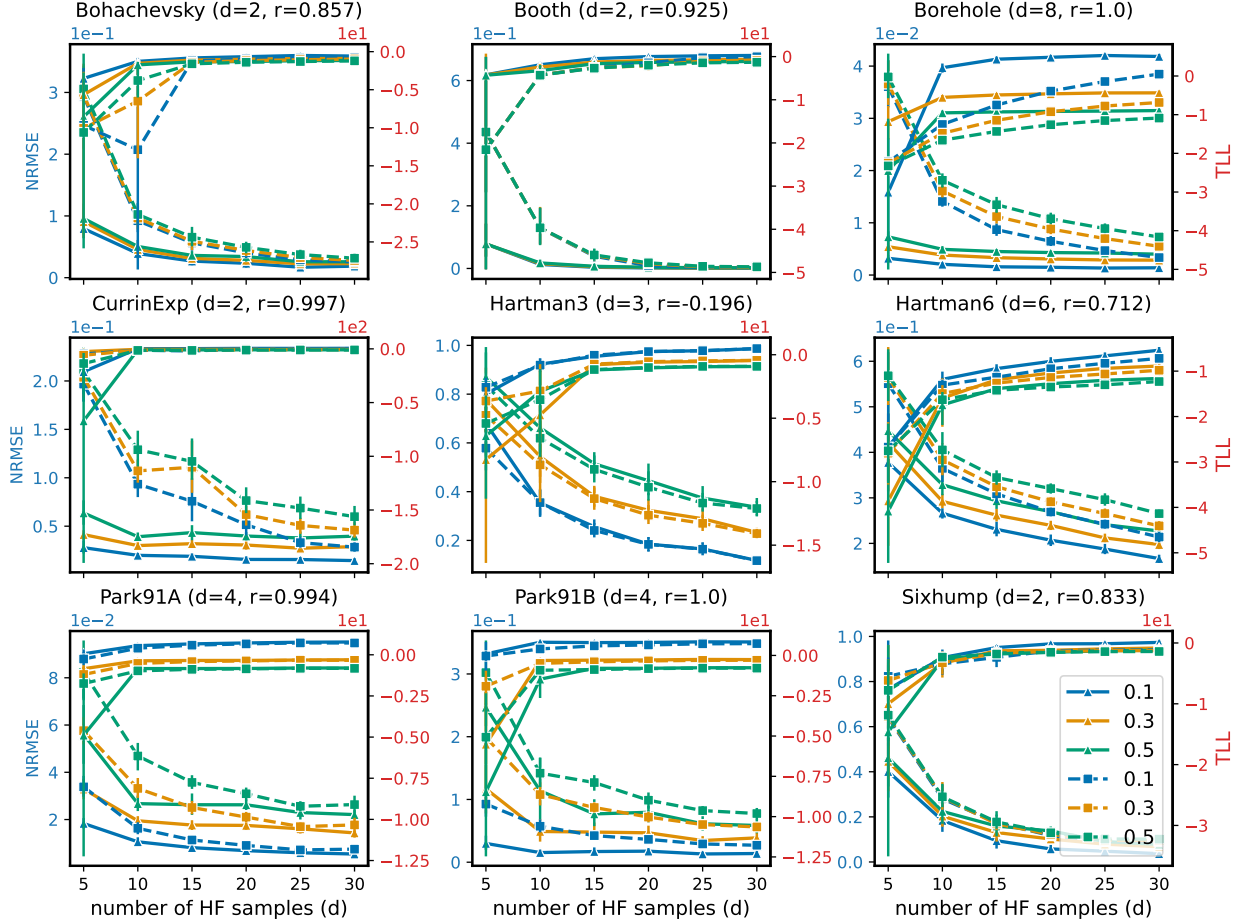 Bohachevsky (d=2, r=0.857)
Booth (d=2, r=0.925)
Borehole (d=8, r=1.0)
1e−1
1e1
1e−2
NRMSE
3
2
1
0
0.0
−0.5
−1.0
−1.5
−2.0
−2.5
6
4
2
0
0
−1
−2
−3
−4
−5
5
4
3
2
1
0
0
−1
−2
−3
−4
−5
TLL
CurrinExp (d=2, r=0.997)
Hartman3 (d=3, r=-0.196)
Hartman6 (d=6, r=0.712)
1e−1
1e2
1e1
1e−1
NRMSE
2.0
1.5
1.0
0.5
0.0
−0.5
−1.0
−1.5
−2.0
1.0
0.8
0.6
0.4
0.2
0.0
−0.5
−1.0
−1.5
6
5
4
3
2
−1
−2
−3
−4
−5
TLL
Park91A (d=4, r=0.994)
Park91B (d=4, r=1.0)
Sixhump (d=2, r=0.833)
1e−2
1e1
1e−1
1e1
1e1
NRMSE
8
6
4
2
0.00
−0.25
−0.50
−0.75
−1.00
−1.25
3
2
1
0
0.00
−0.25
−0.50
−0.75
−1.00
−1.25
1.0
0.8
0.6
0.4
0.2
0.0
0
−1
−2
−3
TLL
0.1
0.3
0.5
0.1
0.3
0.5
5 10 15 20 25 30
5 10 15 20 25 30
5 10 15 20 25 30
number of HF samples (d)
number of HF samples (d)
number of HF samples (d)